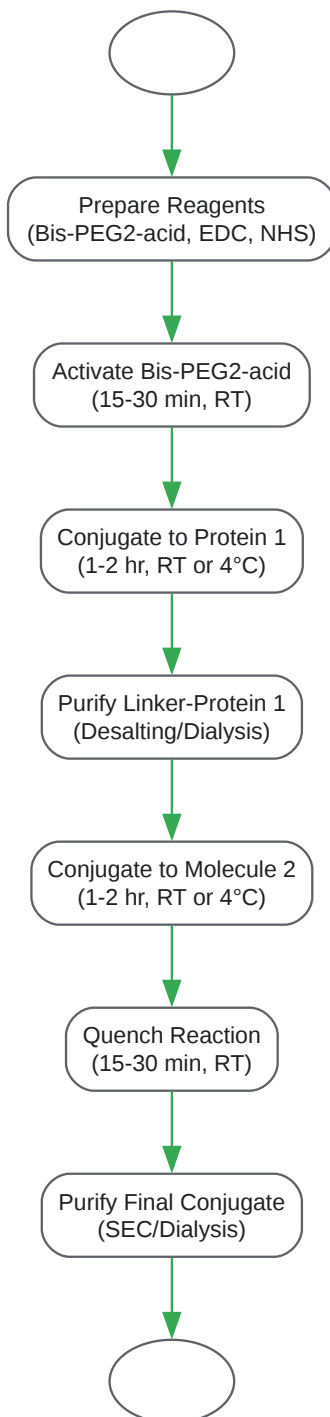 Prepare Reagents
(Bis-PEG2-acid, EDC, NHS)
Activate Bis-PEG2-acid
(15-30 min, RT)
Conjugate to Protein 1
(1-2 hr, RT or 4°C)
Purify Linker-Protein 1
(Desalting/Dialysis)
Conjugate to Molecule 2
(1-2 hr, RT or 4°C)
Quench Reaction
(15-30 min, RT)
Purify Final Conjugate
(SEC/Dialysis)